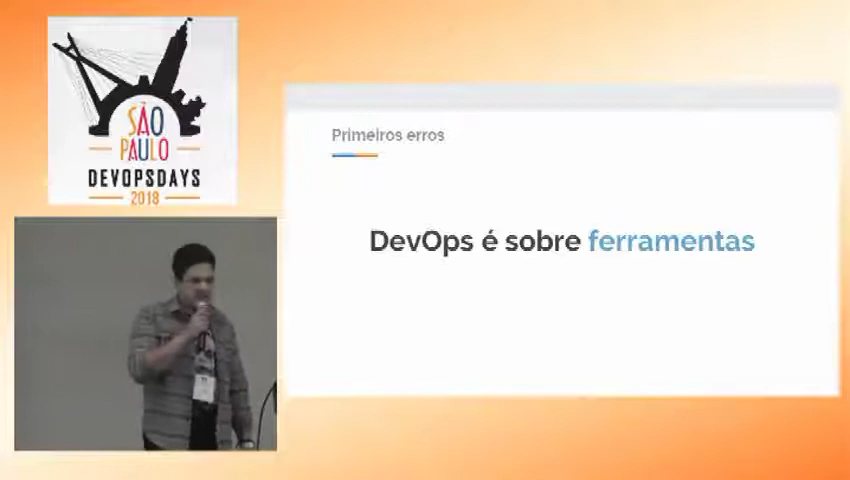 SÃO
PAULO
DEVOPSDAYS
2018
Primeiros erros
DevOps é sobre ferramentas